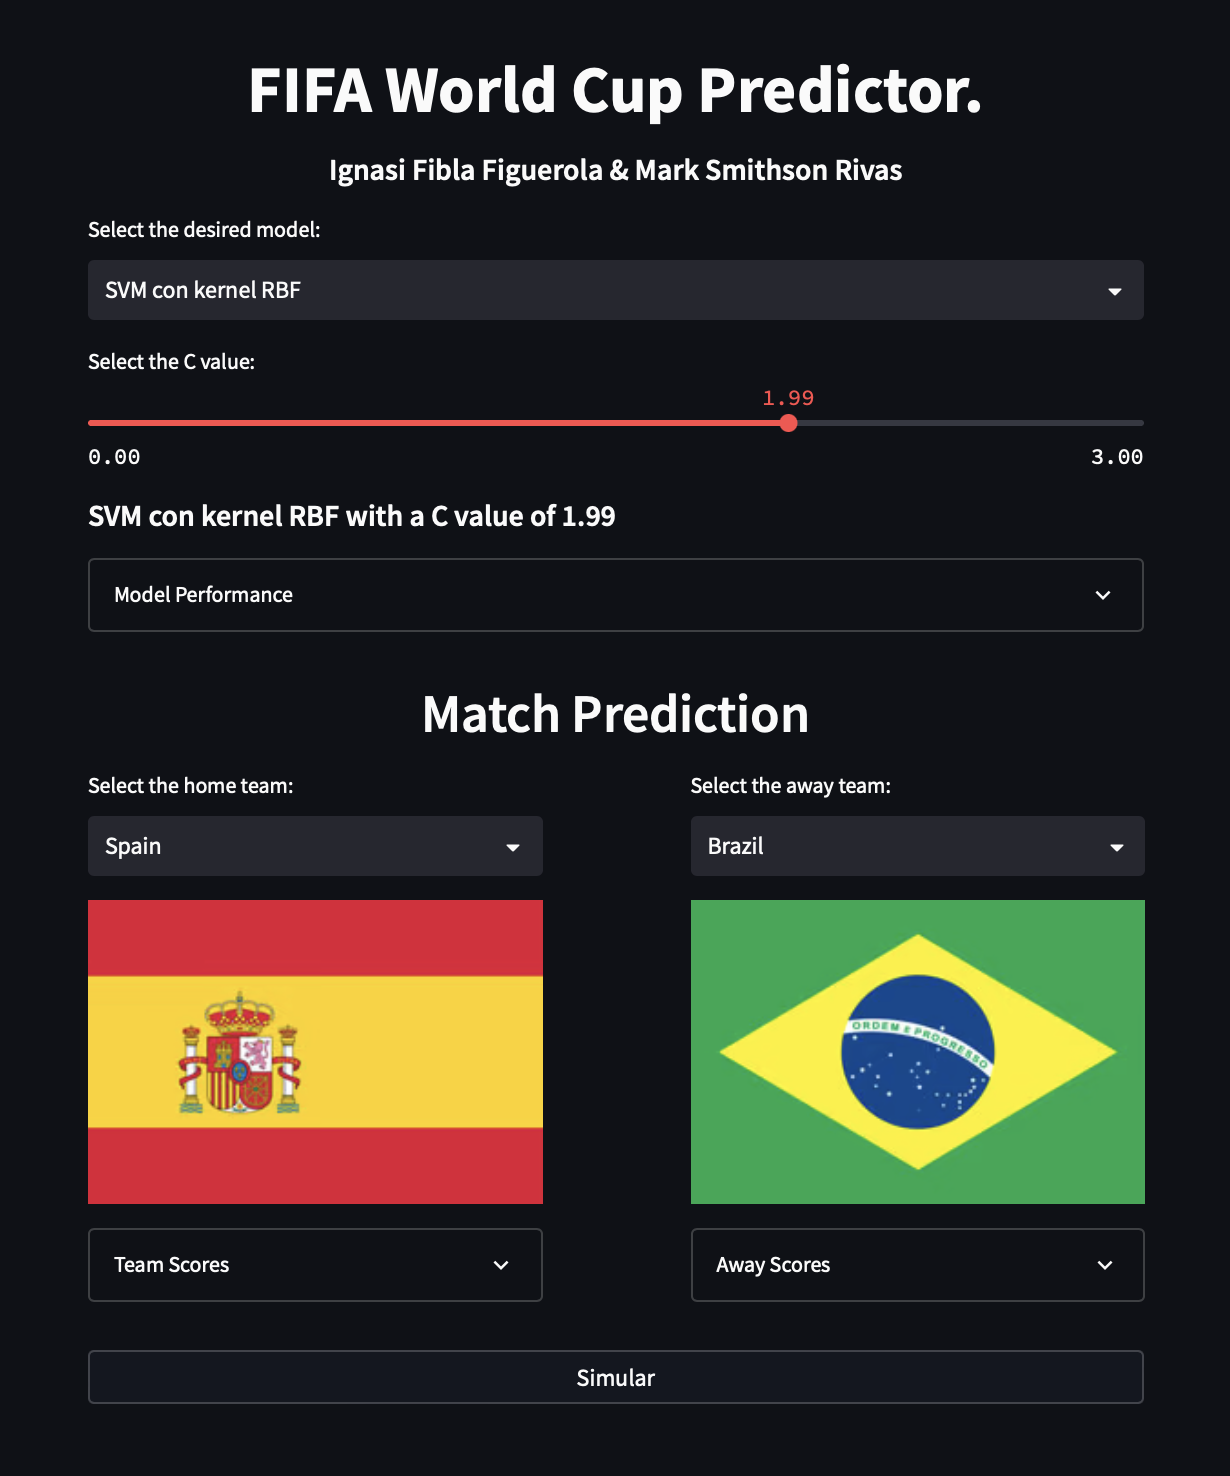 FIFA World Cup Predictor.
Ignasi Fibla Figuerola & Mark Smithson Rivas
Select the desired model:
SVM con kernel RBF
Select the C value:
1.99
0.00
3.00
SVM con kernel RBF with a C value of 1.99
Model Performance
Match Prediction
Select the home team:
Spain
Select the away team:
Brazil
ORDEM E PROGRESSO
Team Scores
Away Scores
Simular